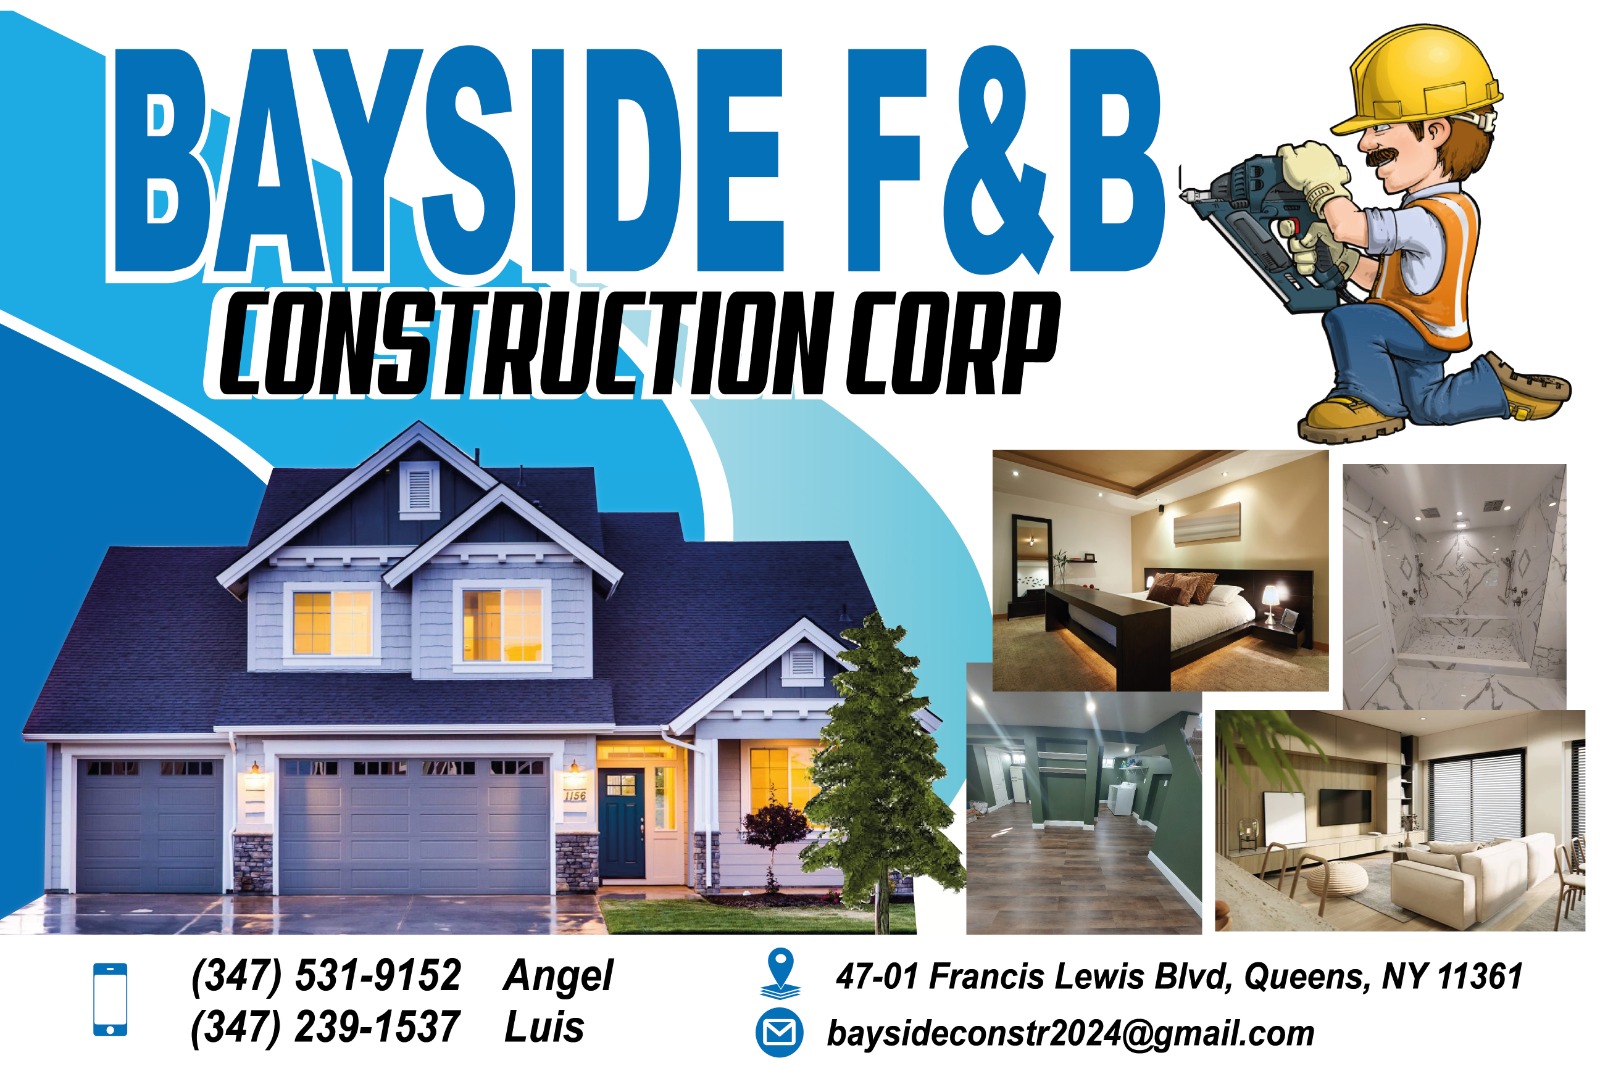 BAYSIDE F&B
CONSTRUCTION CORP
1156
(347) 531-9152 Angel
(347) 239-1537 Luis
47-01 Francis Lewis Blvd, Queens, NY 11361
baysideconstr2024@gmail.com